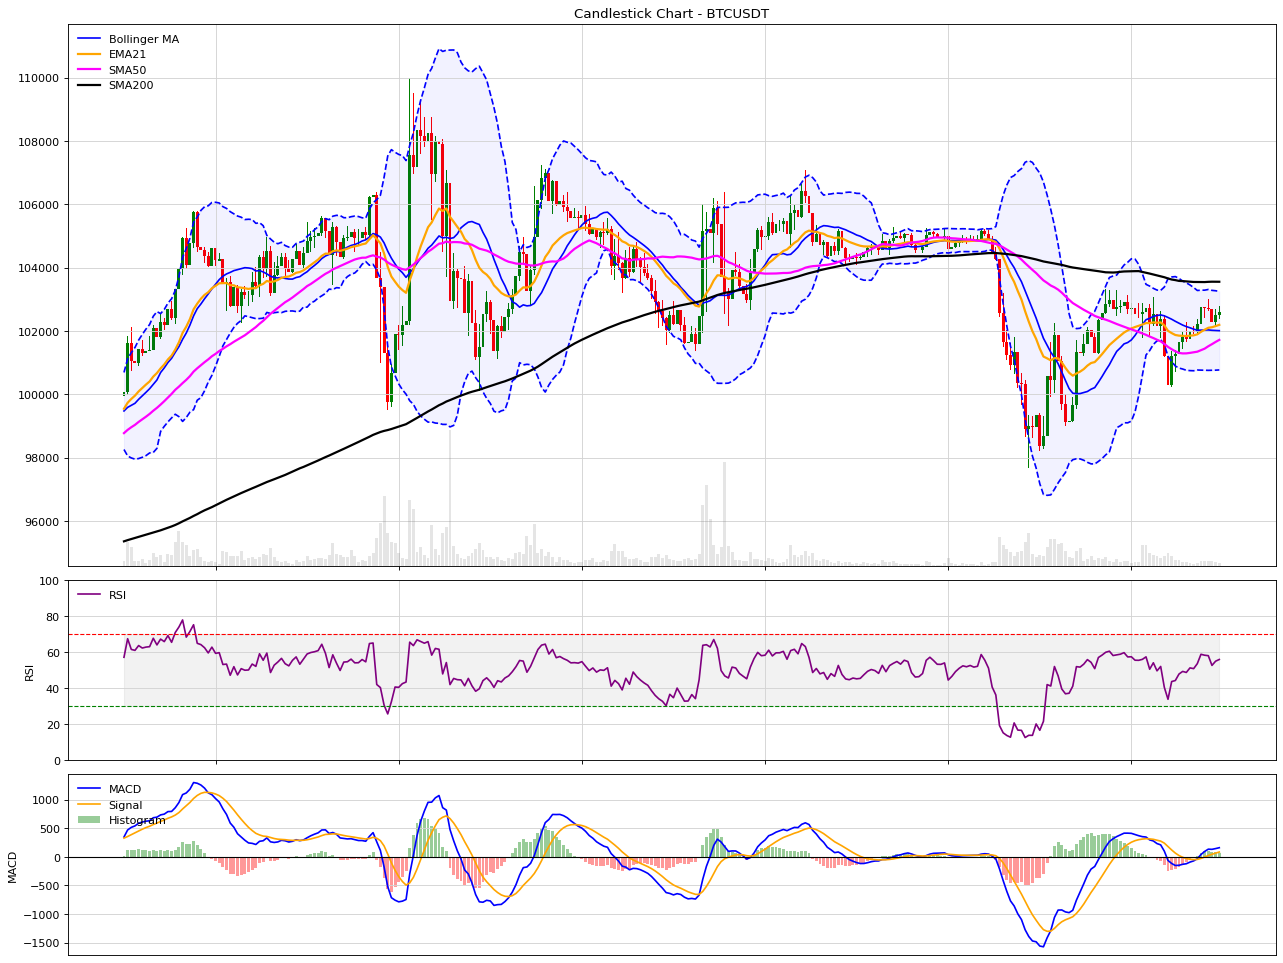 Candlestick Chart - BTCUSDT
Bollinger MA
EMA21
SMA50
SMA200
110000
108000
106000
104000
102000
100000
98000
96000
RSI
100
80
60
40
20
0
RSI
MACD
Signal
Histogram
1000
500
0
−500
−1000
−1500
MACD